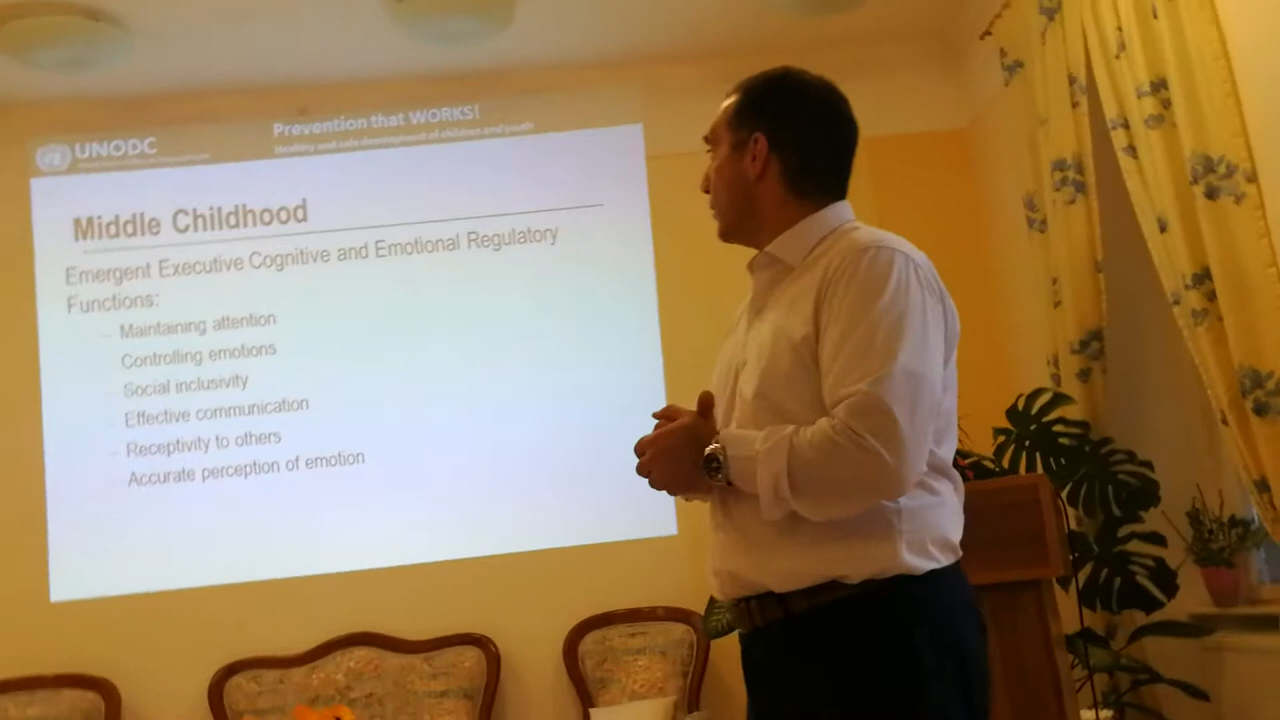 UNODC
Prevention that WORKS!
Healthy and safe development of children and youth
Middle Childhood
Emergent Executive Cognitive and Emotional Regulatory
Functions:
– Maintaining attention
Controlling emotions
– Social inclusivity
Effective communication
– Receptivity to others
Accurate perception of emotion